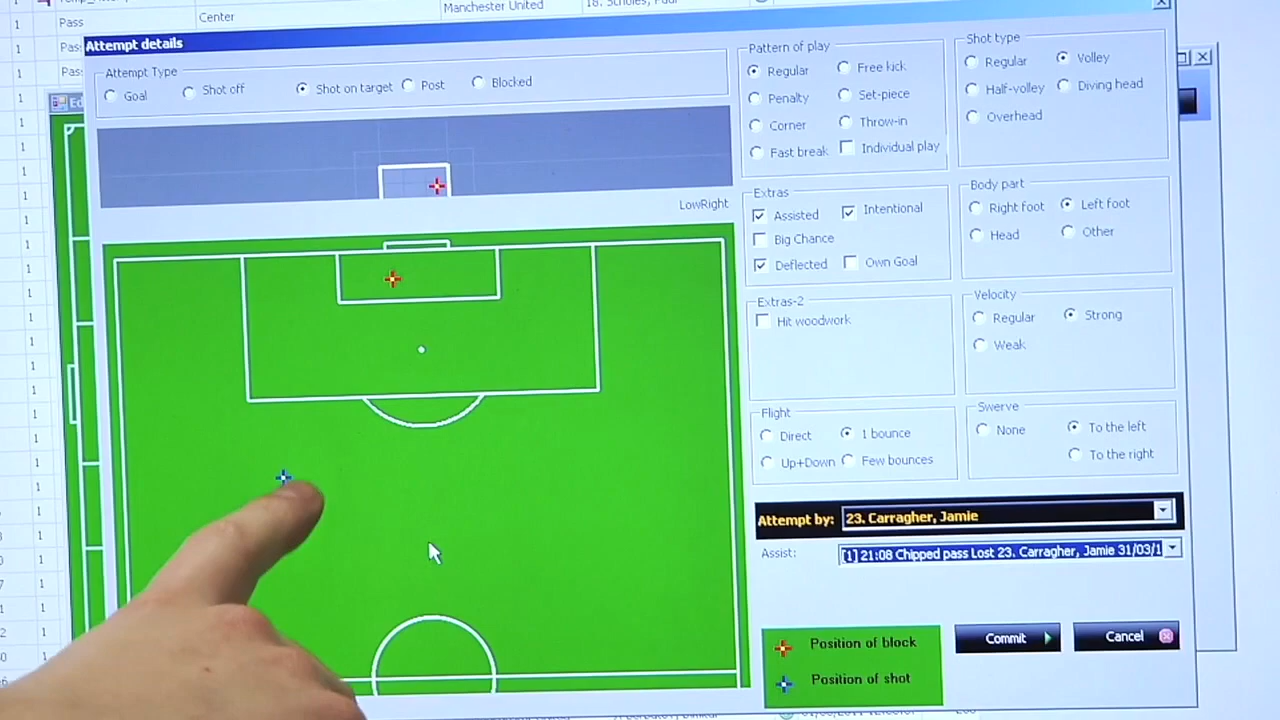 Pass
Center
Manchester United
18. Scholes, Paul
Pas
Pas
Attempt details
Attempt Type
Goal
Shot off
Shot on target
Post
Blocked
LowRight
Pattern of play
Regular
Free kick
Penalty
Set-piece
Corner
Throw-in
Fast break
Individual play
Shot type
Regular
Volley
Half-volley
Diving head
Overhead
Extras
Assisted
Intentional
Big Chance
Deflected
Own Goal
Body part
Right foot
Left foot
Head
Other
Extras-2
Hit woodwork
Velocity
Regular
Strong
Weak
Flight
Direct
1 bounce
Up+Down
Few bounces
Swerve
None
To the left
To the right
Attempt by:
23. Carragher, Jamie
Assist:
[1] 21:08 Chipped pass Lost 23. Carragher, Jamie 31/03/1
Position of block
Position of shot
Commit
Cancel